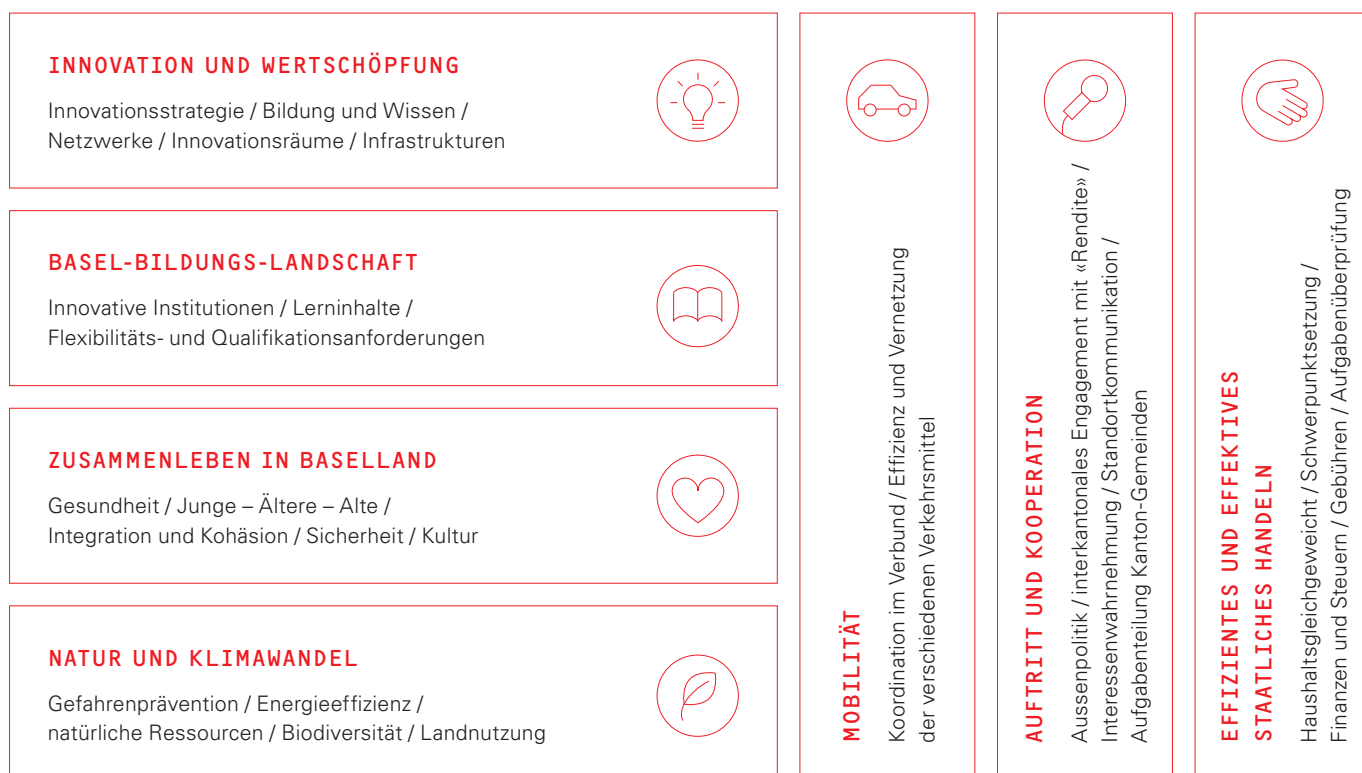 INNOVATION UND WERTSCHÖPFUNG
Innovationsstrategie / Bildung und Wissen /
Netzwerke / Innovationsräume / Infrastrukturen
BASEL-BILDUNGS-LANDSCHAFT
Innovative Institutionen / Lerninhalte /
Flexibilitäts- und Qualifikationsanforderungen
ZUSAMMENLEBEN IN BASELLAND
Gesundheit / Junge – Ältere – Alte /
Integration und Kohäsion / Sicherheit / Kultur
NATUR UND KLIMAWANDEL
Gefahrenprävention / Energieeffizienz /
natürliche Ressourcen / Biodiversität / Landnutzung
MOBILITÄT
Koordination im Verbund / Effizienz und Vernetzung
der verschiedenen Verkehrsmittel
AUFTRITT UND KOOPERATION
Aussenpolitik / interkantonales Engagement mit «Rendite» /
Interessenwahrnehmung / Standortkommunikation /
Aufgabenteilung Kanton-Gemeinden
EFFIZIENTES UND EFFEKTIVES
STAATLICHES HANDELN
Haushaltsgleichgeweicht / Schwerpunktsetzung /
Finanzen und Steuern / Gebühren / Aufgabenüberprüfung